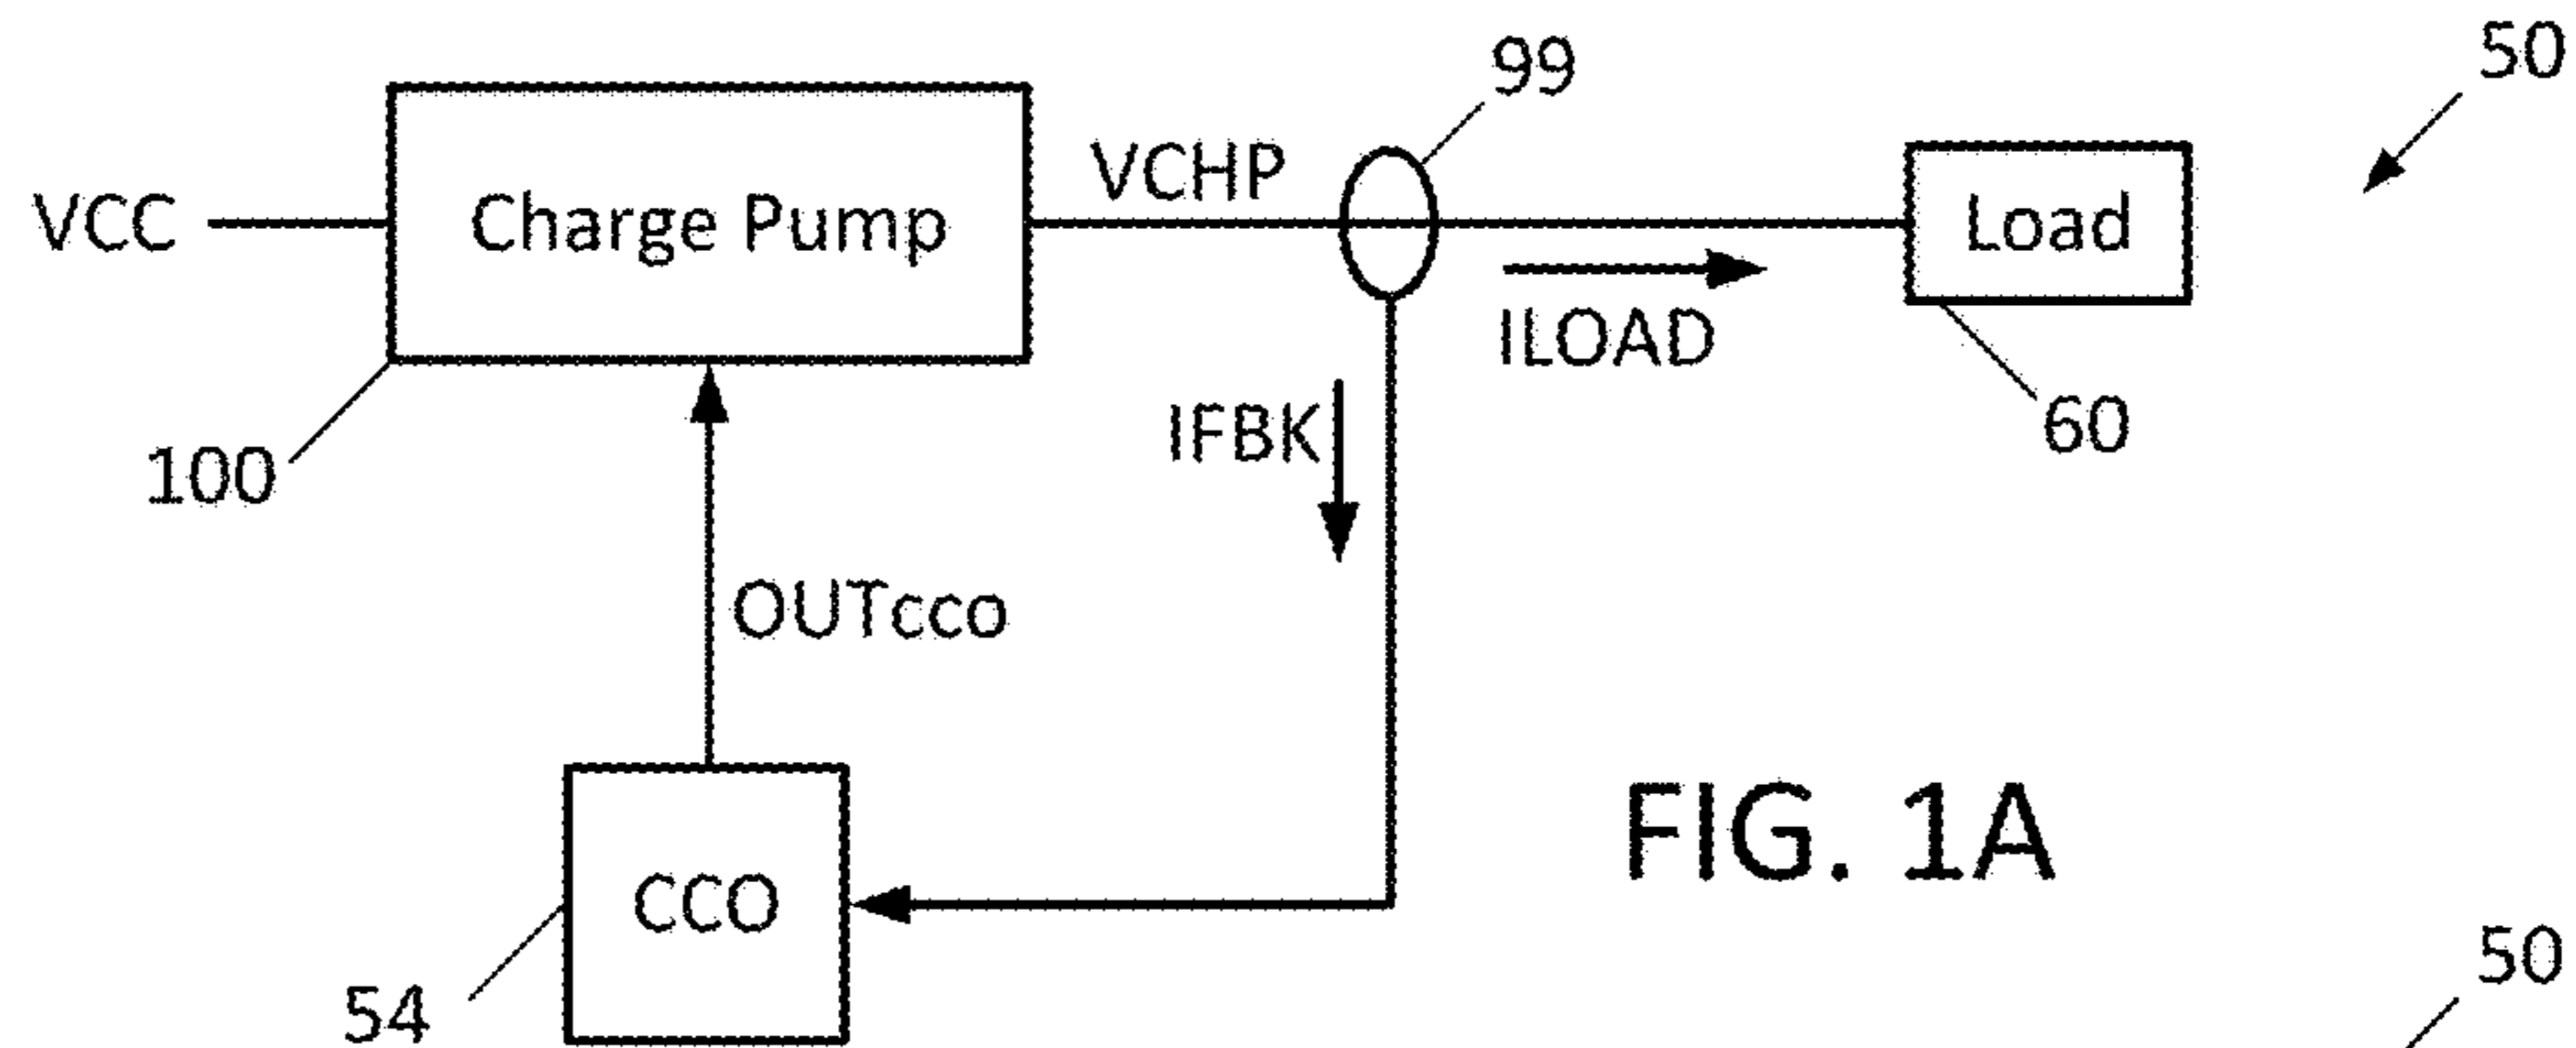 50
99
VCHP
VCC
Charge Pump
Load
ILOAD
IFBK
60
100
OUTcco
FIG. 1A
CCO
50
54